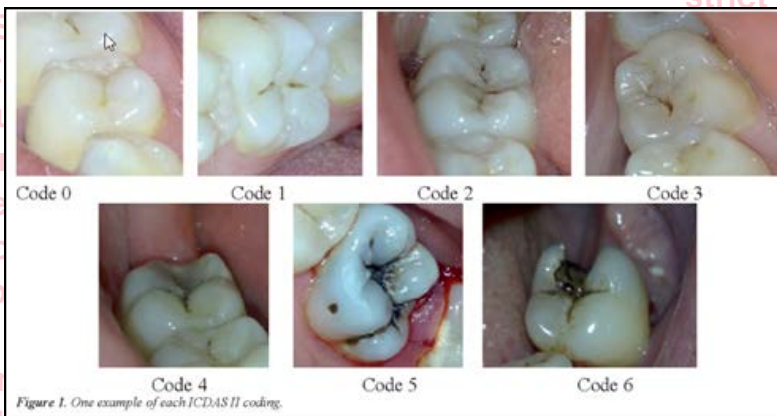 strict
Code 0
Code 1
Code 2
Code 3
Code 4
Code 5
Code 6
Figure 1. One example of each ICDAS II coding.